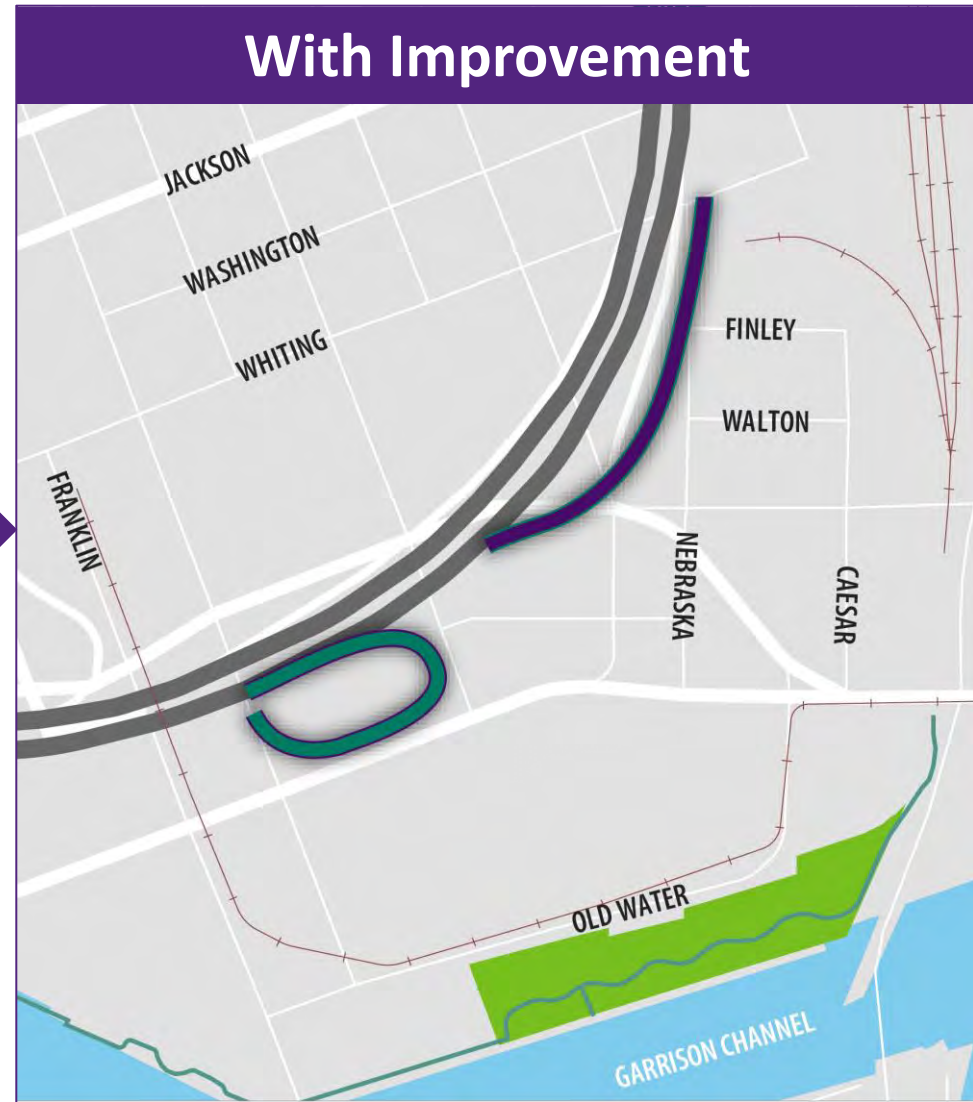 With Improvement
JACKSON
WASHINGTON
WHITING
FINLEY
WALTON
FRANKLIN
NEBRASKA
CAESAR
OLD WATER
GARRISON CHANNEL